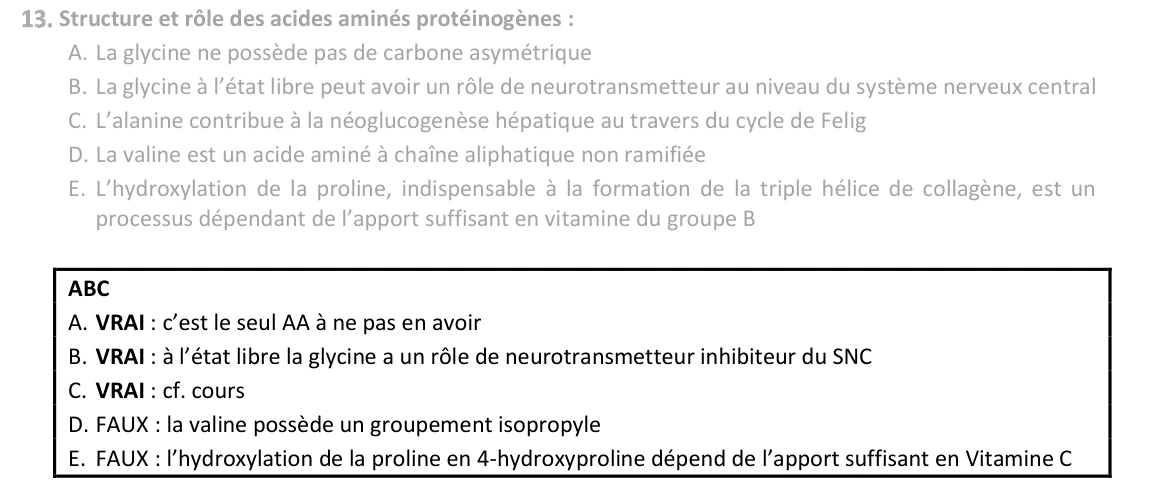 13. Structure et rôle des acides aminés protéinogènes :
A. La glycine ne possède pas de carbone asymétrique
B. La glycine à l’état libre peut avoir un rôle de neurotransmetteur au niveau du système nerveux central
C. L’alanine contribue à la néoglucogenèse hépatique au travers du cycle de Felig
D. La valine est un acide aminé à chaîne aliphatique non ramifiée
E. L’hydroxylation de la proline, indispensable à la formation de la triple hélice de collagène, est un
processus dépendant de l’apport suffisant en vitamine du groupe B
ABC
A. VRAI : c’est le seul AA à ne pas en avoir
B. VRAI : à l’état libre la glycine a un rôle de neurotransmetteur inhibiteur du SNC
C. VRAI : cf. cours
D. FAUX : la valine possède un groupement isopropyle
E. FAUX : l’hydroxylation de la proline en 4-hydroxyproline dépend de l’apport suffisant en Vitamine C